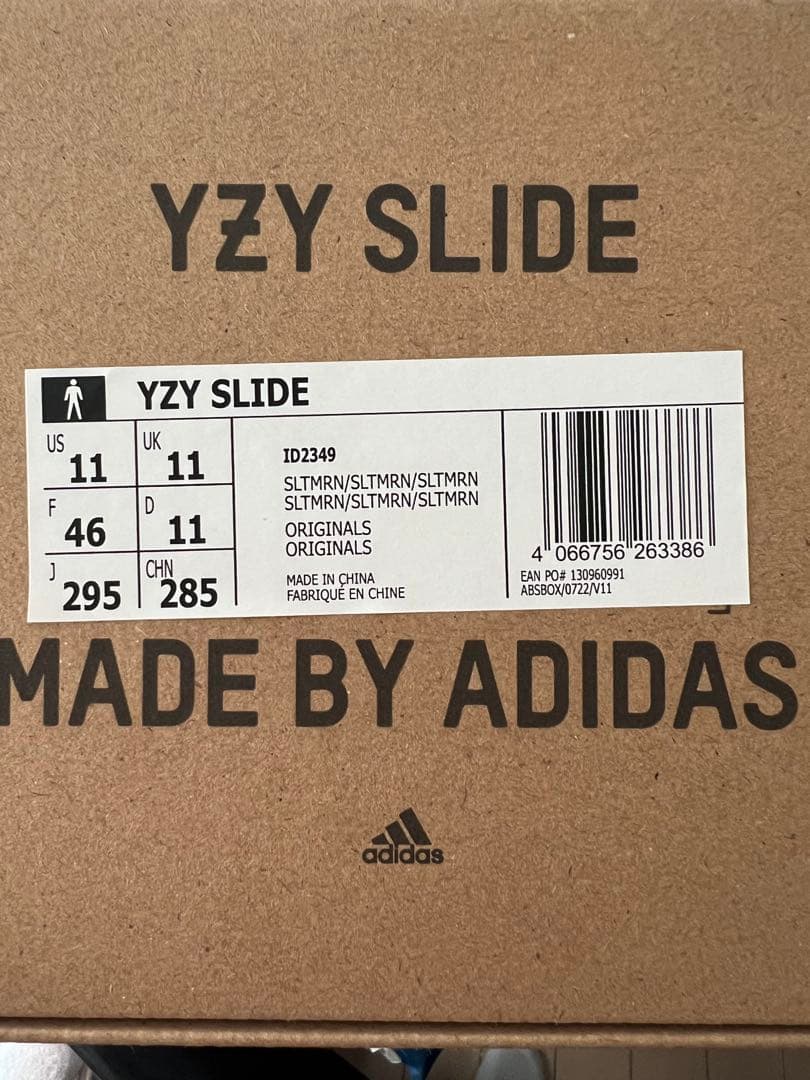 YZY SLIDE
YZY SLIDE
US 11 UK 11
F 46 D 11
J 295 CHN 285
ID2349
SLTMRN/SLTMRN/SLTMRN
SLTMRN/SLTMRN/SLTMRN
ORIGINALS
ORIGINALS
MADE IN CHINA
FABRIQUÉ EN CHINE
4 066756 263386
EAN PO# 130960991
ABSBOX/0722/V11
MADE BY ADIDAS
adidas